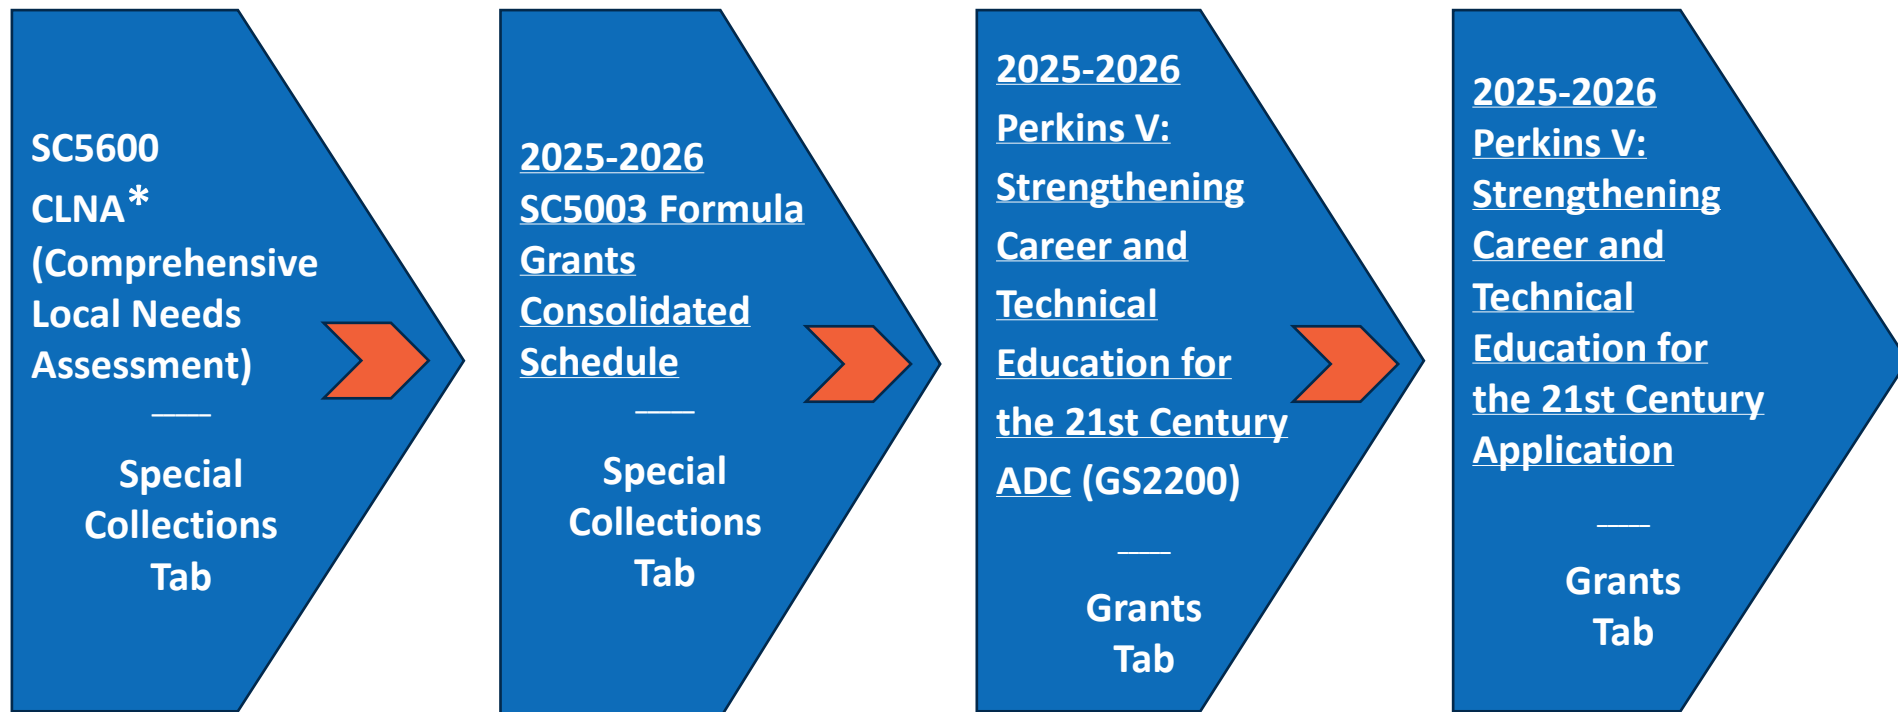 SC5600
CLNA*
(Comprehensive
Local Needs
Assessment)
Special
Collections
Tab
2025-2026
SC5003 Formula
Grants
Consolidated
Schedule
Special
Collections
Tab
2025-2026
Perkins V:
Strengthening
Career and
Technical
Education for
the 21st Century
ADC (GS2200)
Grants
Tab
2025-2026
Perkins V:
Strengthening
Career and
Technical
Education for
the 21st Century
Application
Grants
Tab